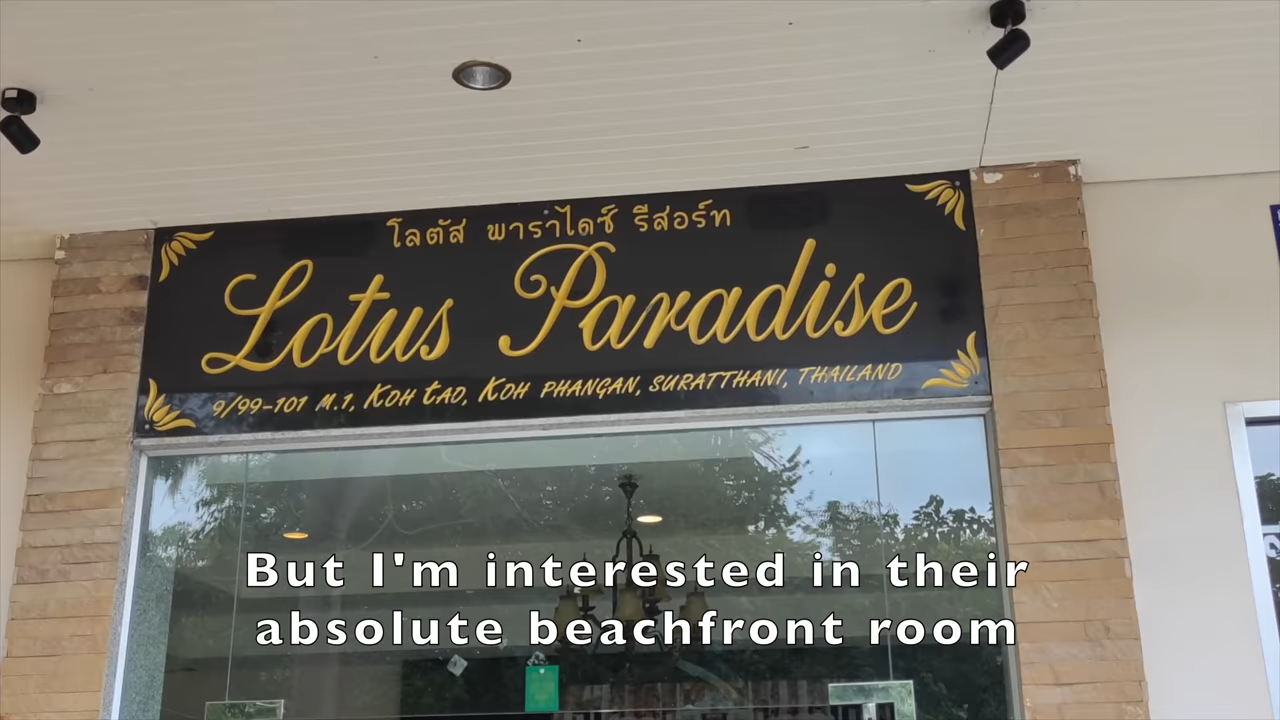 โลตัส พาราไดซ์ รีสอร์ท
Lotus Paradise
9/99-101 M.1, KOH tAO, KOH PHANGAN, SURATTHANI, THAILAND
But I'm interested in their
absolute beachfront room